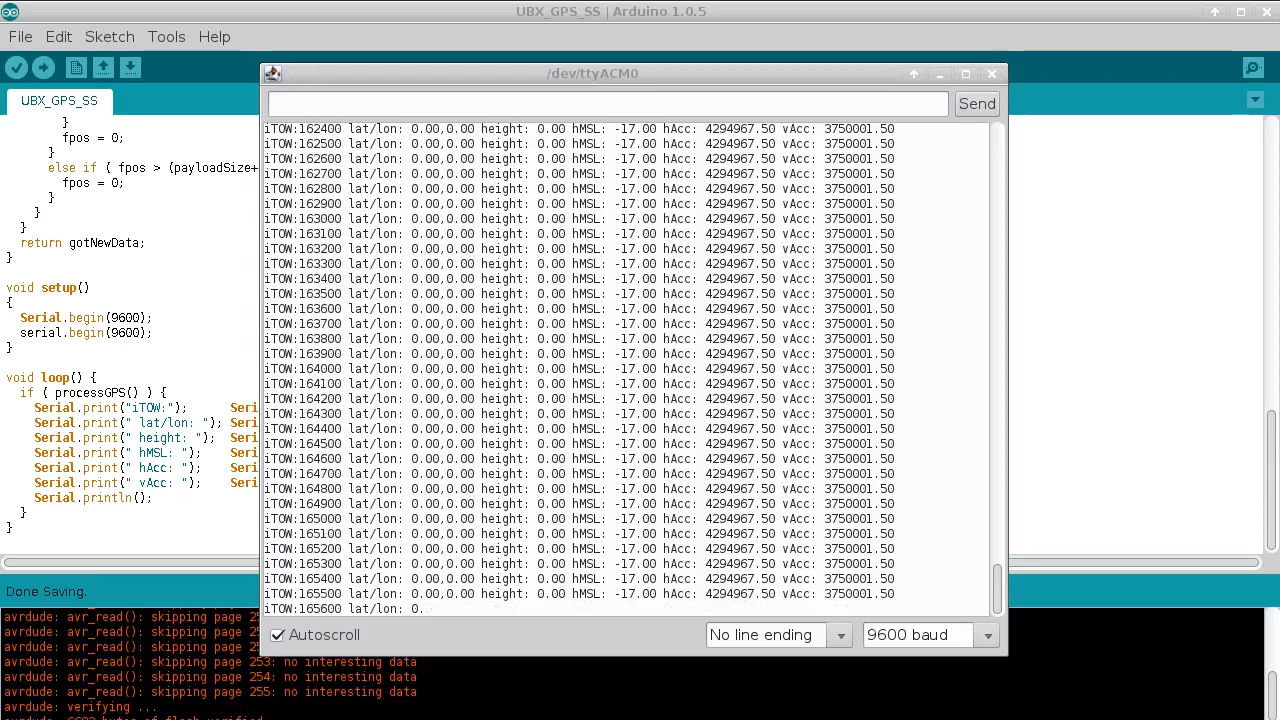 UBX_GPS_SS | Arduino 1.0.5
File Edit Sketch Tools Help
UBX_GPS_SS
}
fpos = 0;
}
else if ( fpos > (payloadSize+
fpos = 0;
}
}
}
return gotNewData;
}
void setup()
{
Serial.begin(9600);
serial.begin(9600);
}
void loop() {
if ( processGPS() ) {
Serial.print("iTOW:"); Seri
Serial.print(" lat/lon: "); Seri
Serial.print(" height: "); Seri
Serial.print(" hMSL: "); Seri
Serial.print(" hAcc: "); Seri
Serial.print(" vAcc: "); Seri
Serial.println();
}
}
/dev/ttyACM0
Send
iTOW:162400 lat/lon: 0.00,0.00 height: 0.00 hMSL: -17.00 hAcc: 4294967.50 vAcc: 3750001.50
iTOW:162500 lat/lon: 0.00,0.00 height: 0.00 hMSL: -17.00 hAcc: 4294967.50 vAcc: 3750001.50
iTOW:162600 lat/lon: 0.00,0.00 height: 0.00 hMSL: -17.00 hAcc: 4294967.50 vAcc: 3750001.50
iTOW:162700 lat/lon: 0.00,0.00 height: 0.00 hMSL: -17.00 hAcc: 4294967.50 vAcc: 3750001.50
iTOW:162800 lat/lon: 0.00,0.00 height: 0.00 hMSL: -17.00 hAcc: 4294967.50 vAcc: 3750001.50
iTOW:162900 lat/lon: 0.00,0.00 height: 0.00 hMSL: -17.00 hAcc: 4294967.50 vAcc: 3750001.50
iTOW:163000 lat/lon: 0.00,0.00 height: 0.00 hMSL: -17.00 hAcc: 4294967.50 vAcc: 3750001.50
iTOW:163100 lat/lon: 0.00,0.00 height: 0.00 hMSL: -17.00 hAcc: 4294967.50 vAcc: 3750001.50
iTOW:163200 lat/lon: 0.00,0.00 height: 0.00 hMSL: -17.00 hAcc: 4294967.50 vAcc: 3750001.50
iTOW:163300 lat/lon: 0.00,0.00 height: 0.00 hMSL: -17.00 hAcc: 4294967.50 vAcc: 3750001.50
iTOW:163400 lat/lon: 0.00,0.00 height: 0.00 hMSL: -17.00 hAcc: 4294967.50 vAcc: 3750001.50
iTOW:163500 lat/lon: 0.00,0.00 height: 0.00 hMSL: -17.00 hAcc: 4294967.50 vAcc: 3750001.50
iTOW:163600 lat/lon: 0.00,0.00 height: 0.00 hMSL: -17.00 hAcc: 4294967.50 vAcc: 3750001.50
iTOW:163700 lat/lon: 0.00,0.00 height: 0.00 hMSL: -17.00 hAcc: 4294967.50 vAcc: 3750001.50
iTOW:163800 lat/lon: 0.00,0.00 height: 0.00 hMSL: -17.00 hAcc: 4294967.50 vAcc: 3750001.50
iTOW:163900 lat/lon: 0.00,0.00 height: 0.00 hMSL: -17.00 hAcc: 4294967.50 vAcc: 3750001.50
iTOW:164000 lat/lon: 0.00,0.00 height: 0.00 hMSL: -17.00 hAcc: 4294967.50 vAcc: 3750001.50
iTOW:164100 lat/lon: 0.00,0.00 height: 0.00 hMSL: -17.00 hAcc: 4294967.50 vAcc: 3750001.50
iTOW:164200 lat/lon: 0.00,0.00 height: 0.00 hMSL: -17.00 hAcc: 4294967.50 vAcc: 3750001.50
iTOW:164300 lat/lon: 0.00,0.00 height: 0.00 hMSL: -17.00 hAcc: 4294967.50 vAcc: 3750001.50
iTOW:164400 lat/lon: 0.00,0.00 height: 0.00 hMSL: -17.00 hAcc: 4294967.50 vAcc: 3750001.50
iTOW:164500 lat/lon: 0.00,0.00 height: 0.00 hMSL: -17.00 hAcc: 4294967.50 vAcc: 3750001.50
iTOW:164600 lat/lon: 0.00,0.00 height: 0.00 hMSL: -17.00 hAcc: 4294967.50 vAcc: 3750001.50
iTOW:164700 lat/lon: 0.00,0.00 height: 0.00 hMSL: -17.00 hAcc: 4294967.50 vAcc: 3750001.50
iTOW:164800 lat/lon: 0.00,0.00 height: 0.00 hMSL: -17.00 hAcc: 4294967.50 vAcc: 3750001.50
iTOW:164900 lat/lon: 0.00,0.00 height: 0.00 hMSL: -17.00 hAcc: 4294967.50 vAcc: 3750001.50
iTOW:165000 lat/lon: 0.00,0.00 height: 0.00 hMSL: -17.00 hAcc: 4294967.50 vAcc: 3750001.50
iTOW:165100 lat/lon: 0.00,0.00 height: 0.00 hMSL: -17.00 hAcc: 4294967.50 vAcc: 3750001.50
iTOW:165200 lat/lon: 0.00,0.00 height: 0.00 hMSL: -17.00 hAcc: 4294967.50 vAcc: 3750001.50
iTOW:165300 lat/lon: 0.00,0.00 height: 0.00 hMSL: -17.00 hAcc: 4294967.50 vAcc: 3750001.50
iTOW:165400 lat/lon: 0.00,0.00 height: 0.00 hMSL: -17.00 hAcc: 4294967.50 vAcc: 3750001.50
iTOW:165500 lat/lon: 0.00,0.00 height: 0.00 hMSL: -17.00 hAcc: 4294967.50 vAcc: 3750001.50
iTOW:165600 lat/lon: 0.
Autoscroll No line ending 9600 baud
Done Saving.
avrdude: avr_read(): skipping page 25
avrdude: avr_read(): skipping page 25
avrdude: avr_read(): skipping page 25
avrdude: avr_read(): skipping page 253: no interesting data
avrdude: avr_read(): skipping page 254: no interesting data
avrdude: avr_read(): skipping page 255: no interesting data
avrdude: verifying ...